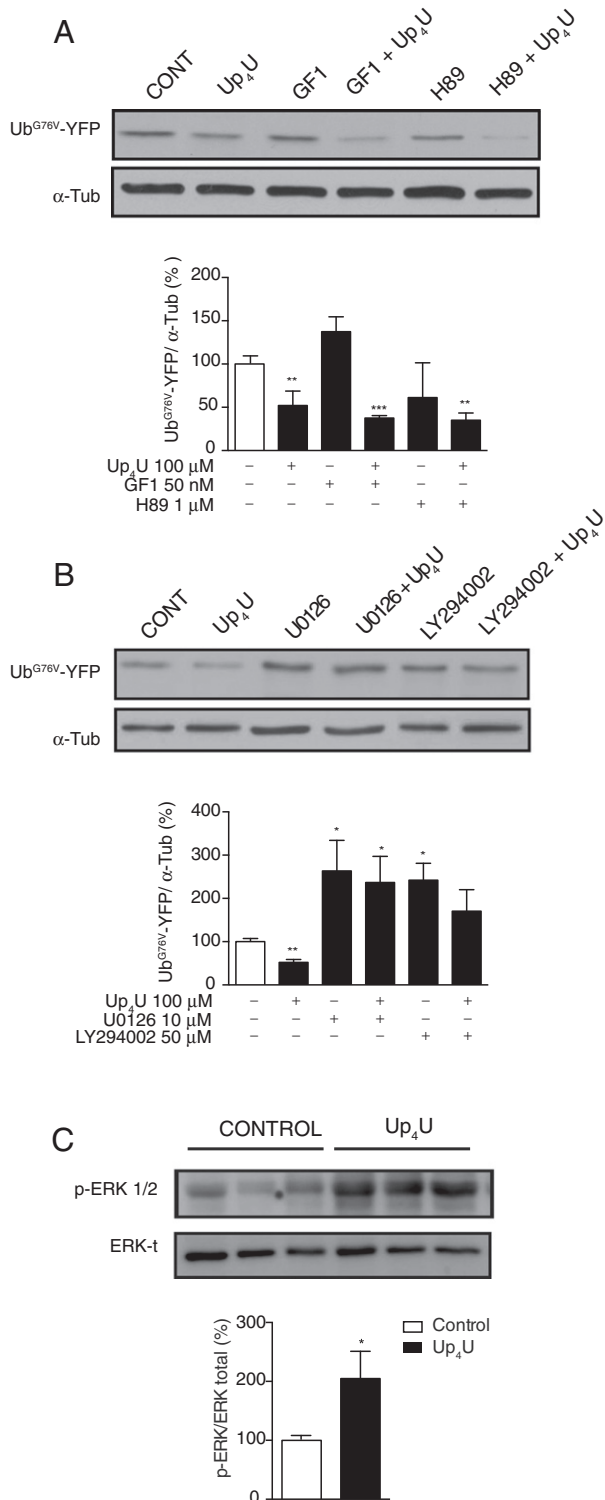 A
CONT Up₄U GF1 GF1 + Up₄U H89 H89 + Up₄U
Ubᴳ⁷⁶ⱽ-YFP
α-Tub
Ubᴳ⁷⁶ⱽ-YFP/ α-Tub (%)
200
150
100
50
0
** *** **
Up₄U 100 μM – + – + – +
GF1 50 nM – – + + – –
H89 1 μM – – – – + +
B
CONT Up₄U U0126 U0126+Up₄U LY294002 LY294002 + Up₄U
Ubᴳ⁷⁶ⱽ-YFP
α-Tub
Ubᴳ⁷⁶ⱽ-YFP/ α-Tub (%)
400
300
200
100
0
** * * *
Up₄U 100 μM – + – + – +
U0126 10 μM – – + + – –
LY294002 50 μM – – – – + +
C
CONTROL Up₄U
p-ERK 1/2
ERK-t
p-ERK/ERK total (%)
300
200
100
0
*
Control
Up₄U